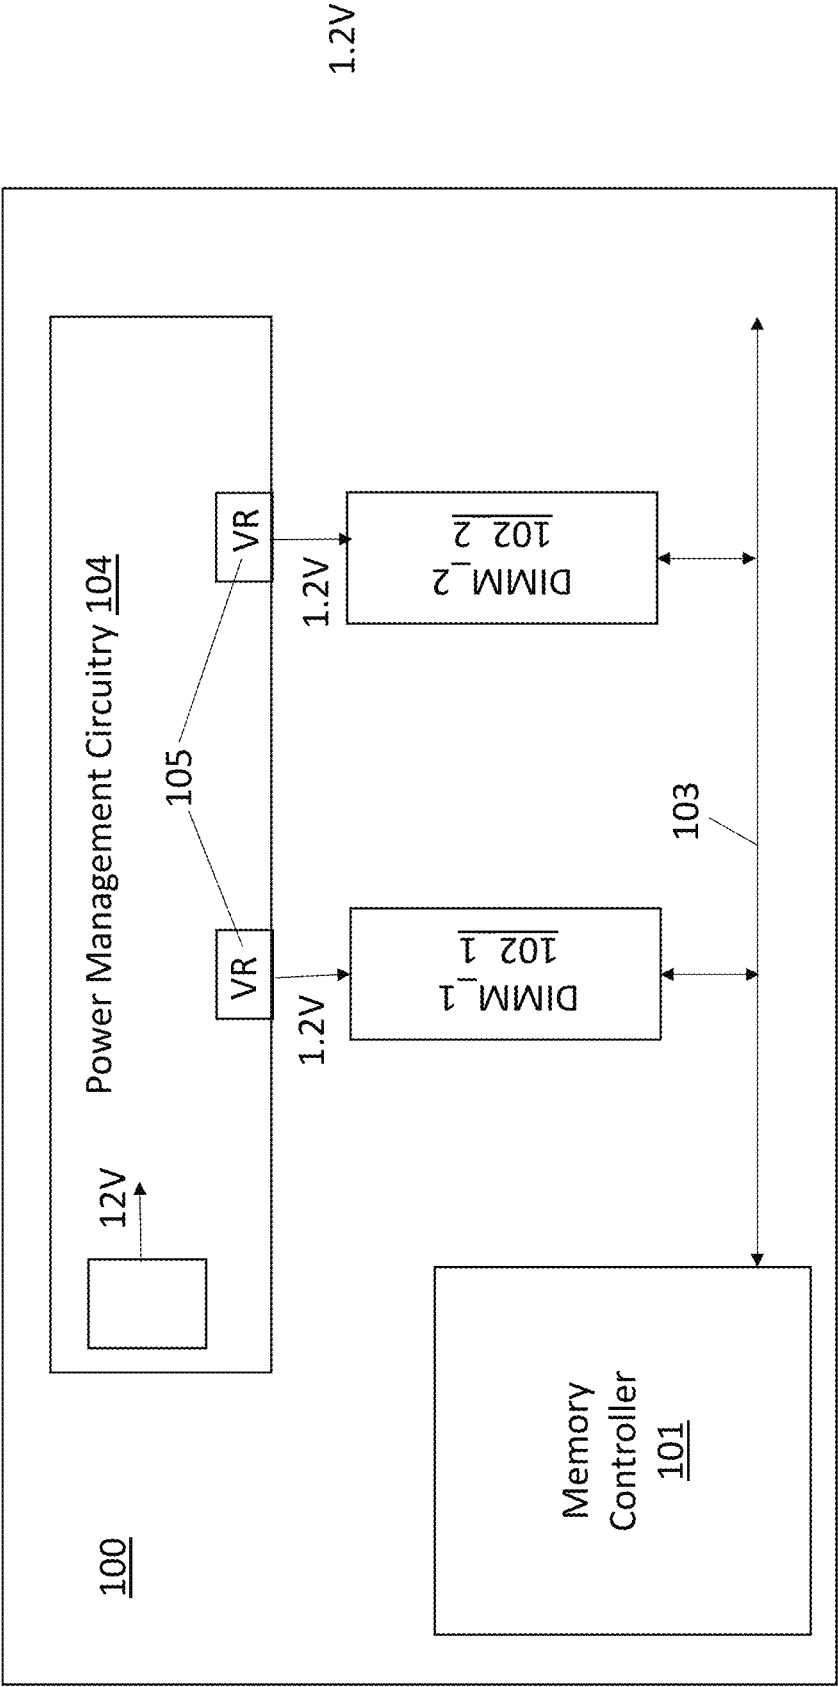 100
Power Management Circuitry 104
12V
105
VR
VR
1.2V
1.2V
1.2V
DIMM_1
102_1
DIMM_2
102_2
103
Memory
Controller
101